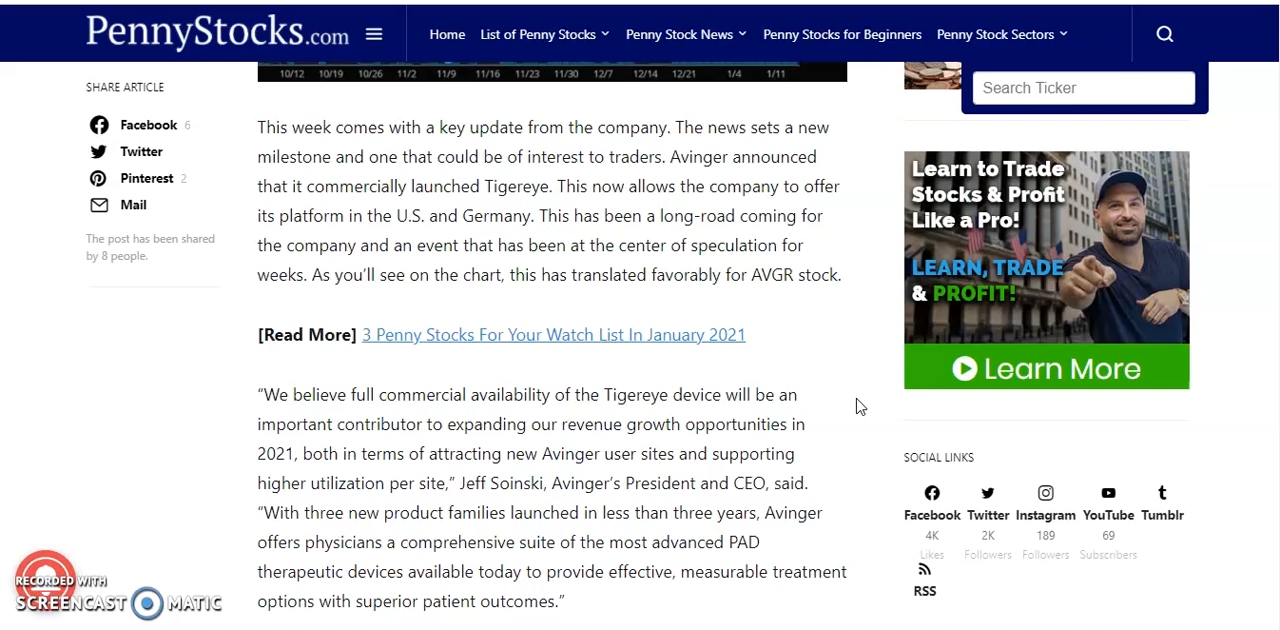 PennyStocks.com
Home List of Penny Stocks Penny Stock News Penny Stocks for Beginners Penny Stock Sectors
SHARE ARTICLE
Facebook 6
Twitter
Pinterest 2
Mail
The post has been shared
by 8 people.
10/12 10/19 10/26 11/2 11/9 11/16 11/23 11/30 12/7 12/14 12/21 1/4 1/11
This week comes with a key update from the company. The news sets a new
milestone and one that could be of interest to traders. Avinger announced
that it commercially launched Tigereye. This now allows the company to offer
its platform in the U.S. and Germany. This has been a long-road coming for
the company and an event that has been at the center of speculation for
weeks. As you’ll see on the chart, this has translated favorably for AVGR stock.
[Read More] 3 Penny Stocks For Your Watch List In January 2021
“We believe full commercial availability of the Tigereye device will be an
important contributor to expanding our revenue growth opportunities in
2021, both in terms of attracting new Avinger user sites and supporting
higher utilization per site,” Jeff Soinski, Avinger’s President and CEO, said.
“With three new product families launched in less than three years, Avinger
offers physicians a comprehensive suite of the most advanced PAD
therapeutic devices available today to provide effective, measurable treatment
options with superior patient outcomes.”
Search Ticker
Learn to Trade
Stocks & Profit
Like a Pro!
LEARN, TRADE
& PROFIT!
Learn More
SOCIAL LINKS
Facebook Twitter Instagram YouTube Tumblr
4K 2K 189 69
Likes Followers Followers Subscribers
RSS
RECORDED WITH
SCREENCAST MATIC